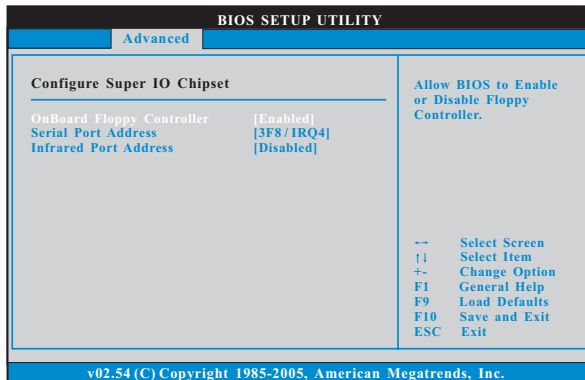 BIOS SETUP UTILITY
Advanced
Configure Super IO Chipset
OnBoard Floppy Controller [Enabled]
Serial Port Address [3F8 / IRQ4]
Infrared Port Address [Disabled]
Allow BIOS to Enable
or Disable Floppy
Controller.
←→ Select Screen
↑↓ Select Item
+- Change Option
F1 General Help
F9 Load Defaults
F10 Save and Exit
ESC Exit
v02.54 (C) Copyright 1985-2005, American Megatrends, Inc.